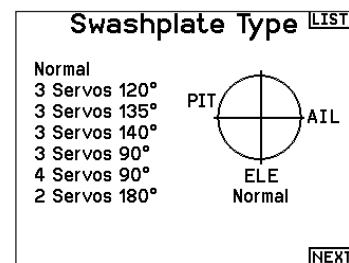 Swashplate Type LIST
Normal
3 Servos 120°
3 Servos 135°
3 Servos 140°
3 Servos 90°
4 Servos 90°
2 Servos 180°
PIT
AIL
ELE
Normal
NEXT